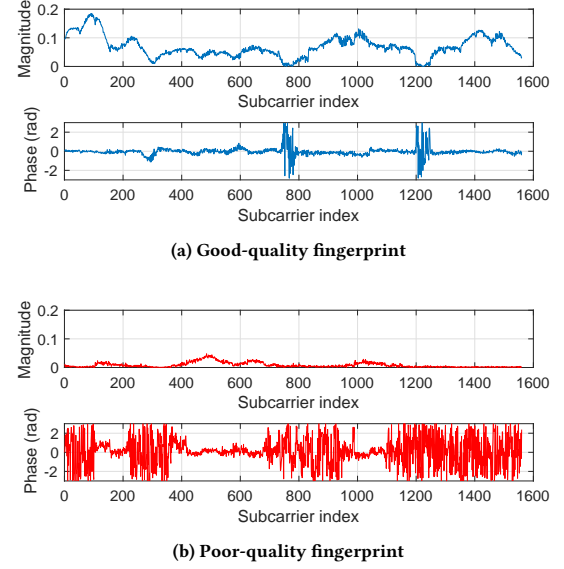 Magnitude
0.2
0.1
0
0 200 400 600 800 1000 1200 1400 1600
Subcarrier index
Phase (rad)
2
0
-2
0 200 400 600 800 1000 1200 1400 1600
Subcarrier index
(a) Good-quality fingerprint
Magnitude
0.2
0.1
0
0 200 400 600 800 1000 1200 1400 1600
Subcarrier index
Phase (rad)
2
0
-2
0 200 400 600 800 1000 1200 1400 1600
Subcarrier index
(b) Poor-quality fingerprint